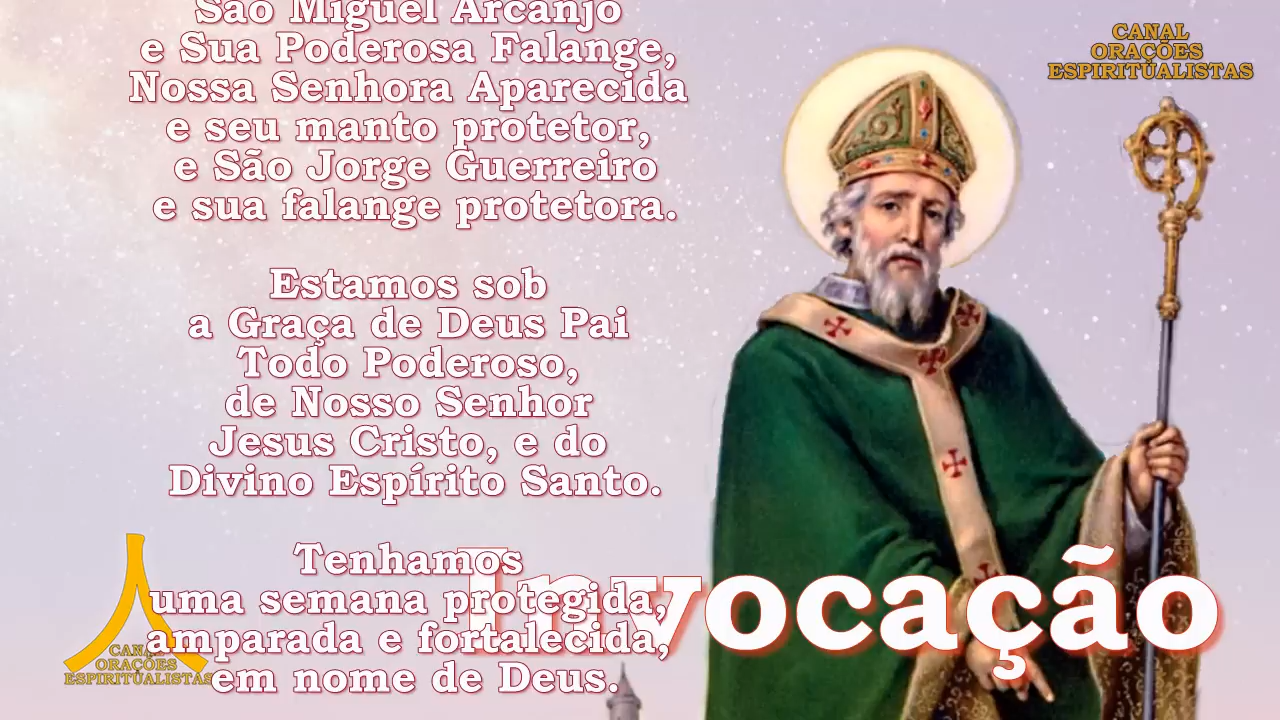 São Miguel Arcanjo
e Sua Poderosa Falange,
Nossa Senhora Aparecida
e seu manto protetor,
e São Jorge Guerreiro
e sua falange protetora.
Estamos sob
a Graça de Deus Pai
Todo Poderoso,
de Nosso Senhor
Jesus Cristo, e do
Divino Espírito Santo.
Tenhamos
uma semana protegida,
amparada e fortalecida,
em nome de Deus.
Invocação
CANAL
ORAÇÕES
ESPIRITUALISTAS
CANAL
ORAÇÕES
ESPIRITUALISTAS